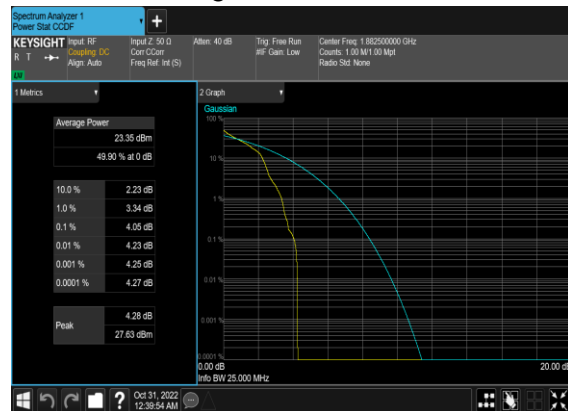 Spectrum Analyzer 1
Power Stat CCDF
+
KEYSIGHT
R T
LXI
Input: RF
Coupling: DC
Align: Auto
Input Z: 50 Ω
Corr CCorr
Freq Ref: Int (S)
Atten: 40 dB
Trig: Free Run
#IF Gain: Low
Center Freq: 1.882500000 GHz
Counts: 1.00 M/1.00 Mpt
Radio Std: None
1 Metrics
Average Power
23.35 dBm
49.90 % at 0 dB
10.0 % 2.23 dB
1.0 % 3.34 dB
0.1 % 4.05 dB
0.01 % 4.23 dB
0.001 % 4.25 dB
0.0001 % 4.27 dB
Peak
4.28 dB
27.63 dBm
2 Graph
Gaussian
100 %
10 %
1 %
0.1 %
0.01 %
0.001 %
0.0001 %
0.00 dB
20.00 dB
Info BW 25.000 MHz
?
Oct 31, 2022
12:39:54 AM